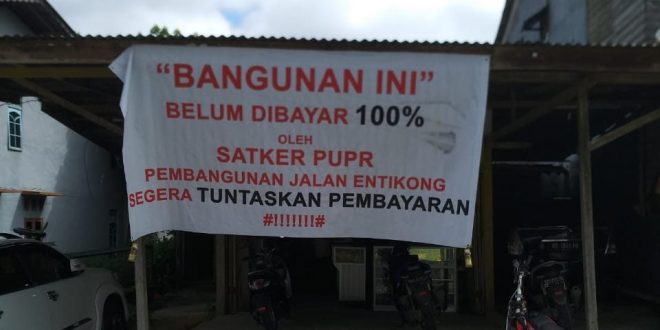 “BANGUNAN INI”
BELUM DIBAYAR 100%
OLEH
SATKER PUPR
PEMBANGUNAN JALAN ENTIKONG
SEGERA TUNTASKAN PEMBAYARAN
#!!!!!!!#